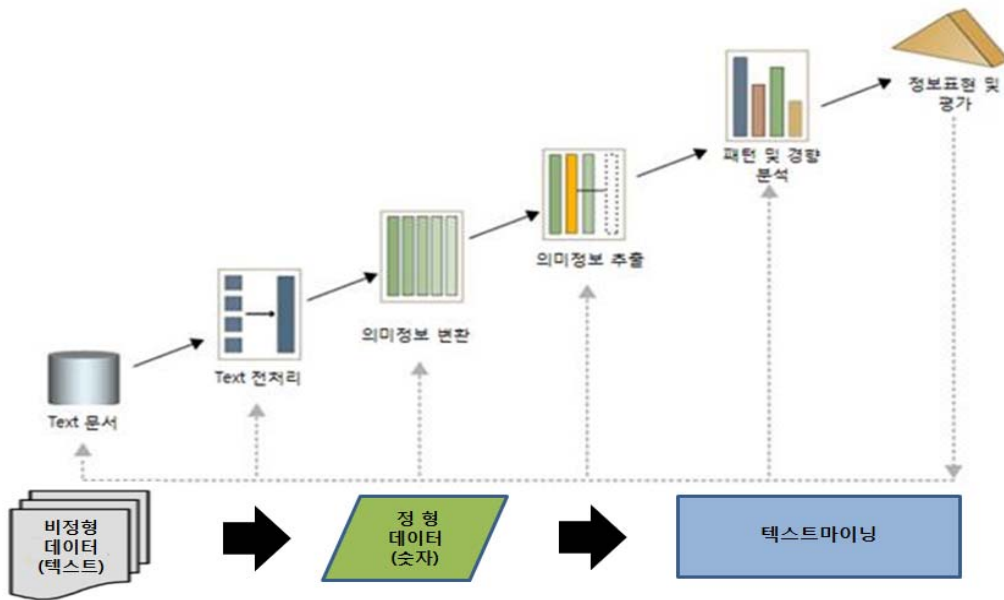 정보표현 및
평가
패턴 및 경향
분석
의미정보 추출
의미정보 변환
Text 전처리
Text 문서
비정형
데이터
(텍스트)
정 형
데이터
(숫자)
텍스트마이닝